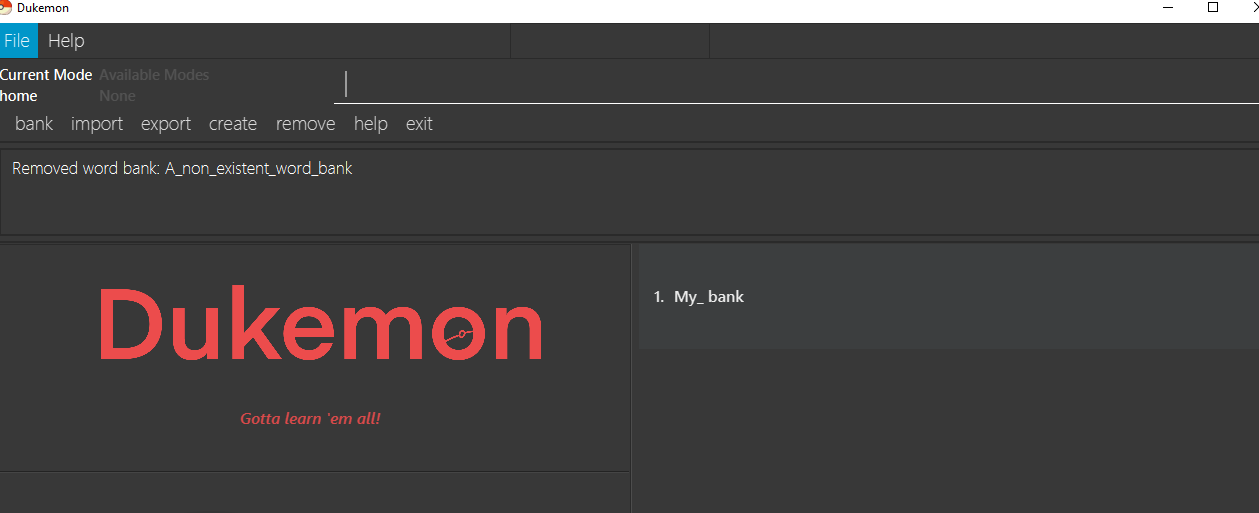 Dukemon
File Help
Current Mode Available Modes
home None
bank import export create remove help exit
Removed word bank: A_non_existent_word_bank
Dukemon
Gotta learn 'em all!
1. My_ bank